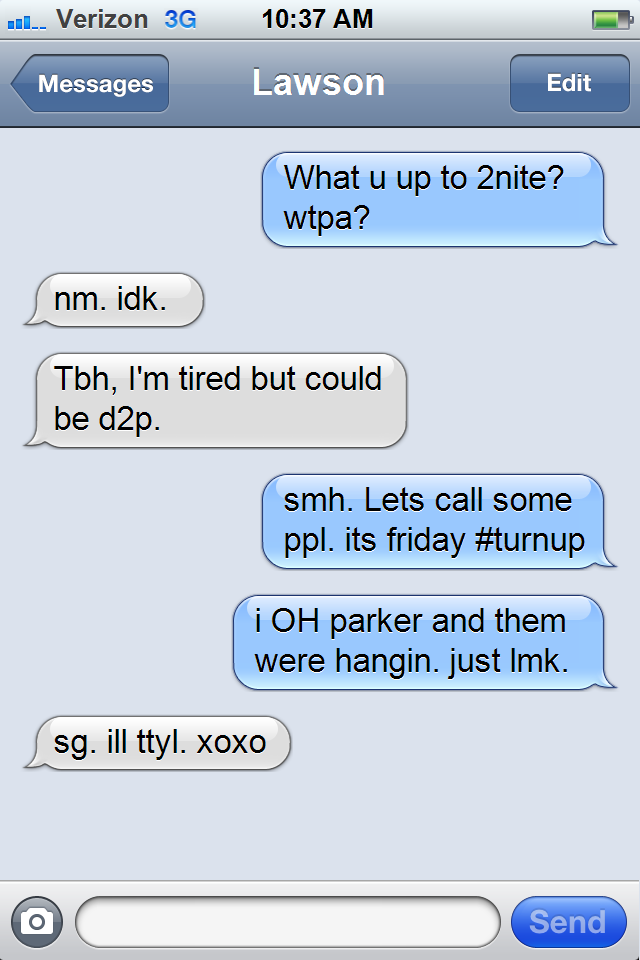 Verizon 3G 10:37 AM
Messages Lawson Edit
What u up to 2nite?
wtpa?
nm. idk.
Tbh, I'm tired but could
be d2p.
smh. Lets call some
ppl. its friday #turnup
i OH parker and them
were hangin. just lmk.
sg. ill ttyl. xoxo
Send